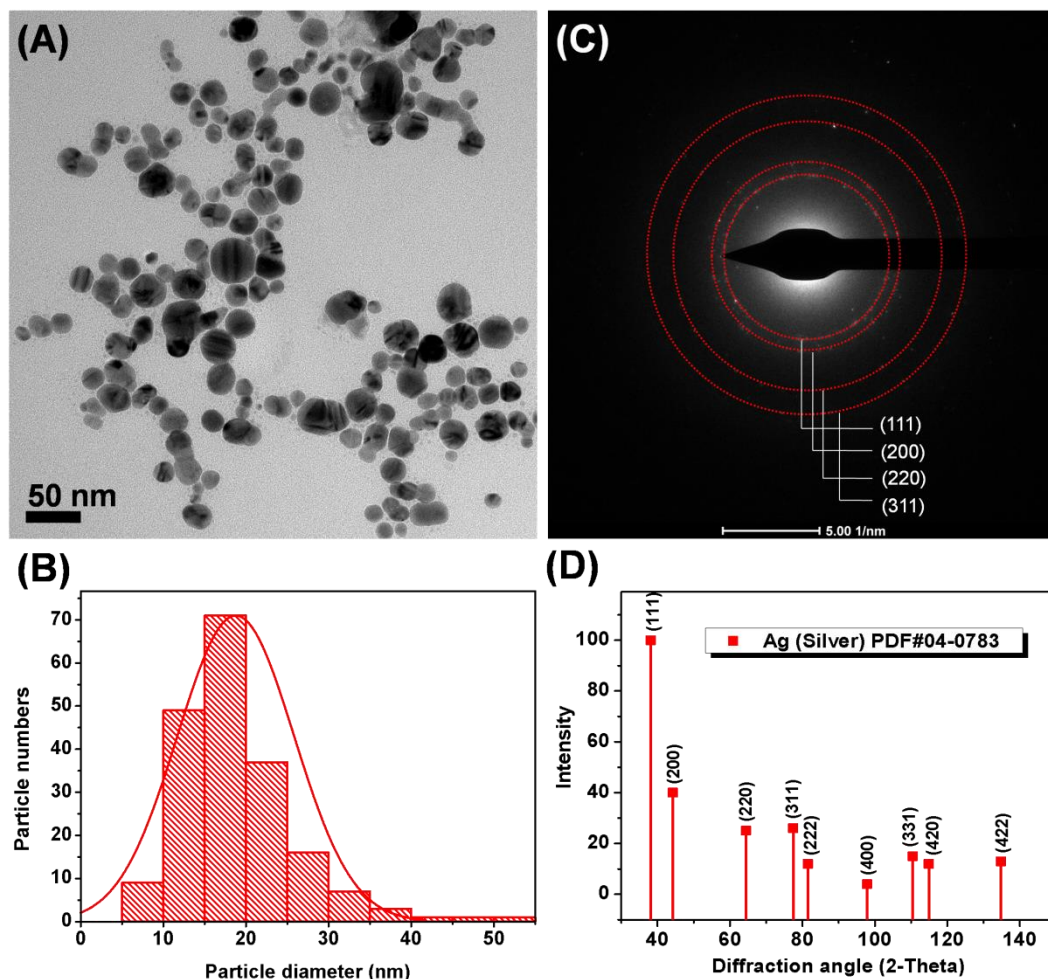 (A)
50 nm
(C)
(111)
(200)
(220)
(311)
5.00 1/nm
(B)
Particle numbers
70
60
50
40
30
20
10
0
0 10 20 30 40 50
Particle diameter (nm)
(D)
Intensity
100
80
60
40
20
0
Ag (Silver) PDF#04-0783
(111)
(200)
(220)
(311)
(222)
(400)
(331)
(420)
(422)
40 60 80 100 120 140
Diffraction angle (2-Theta)